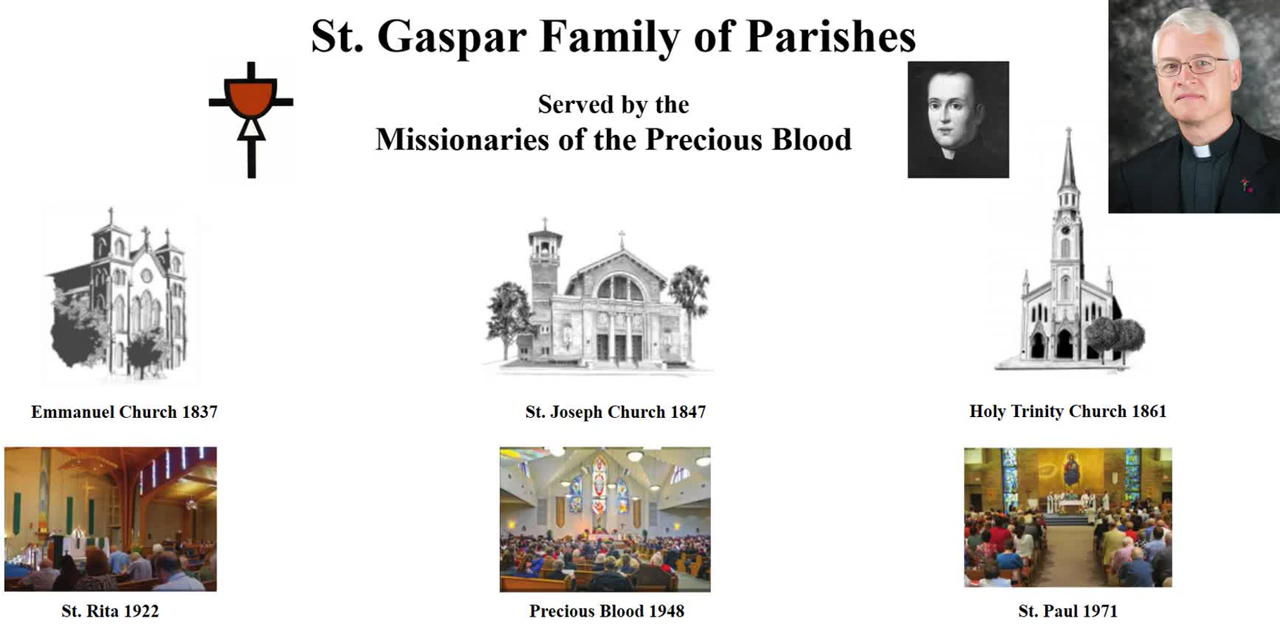 St. Gaspar Family of Parishes
Served by the
Missionaries of the Precious Blood
Emmanuel Church 1837
St. Joseph Church 1847
Holy Trinity Church 1861
St. Rita 1922
Precious Blood 1948
St. Paul 1971